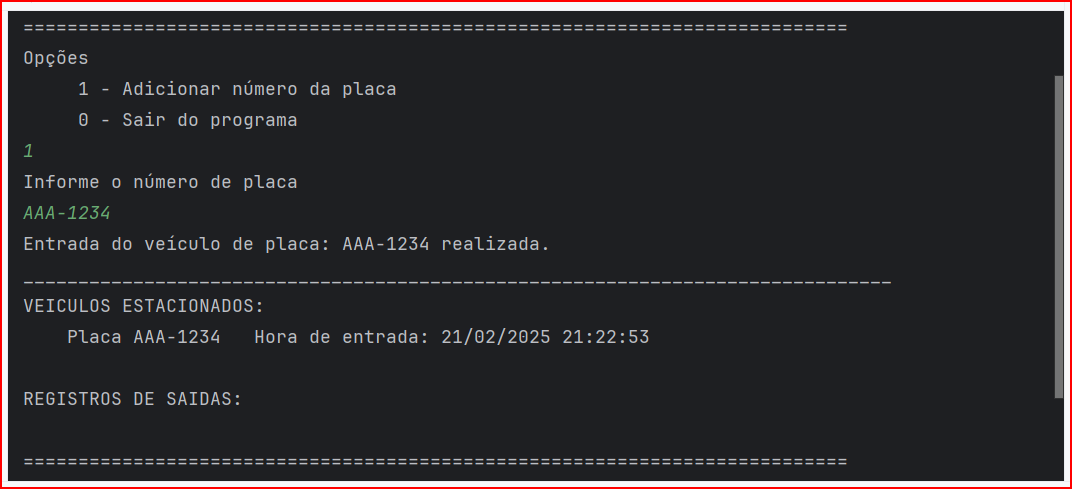 ===========================================================================
Opções
     1 - Adicionar número da placa
     0 - Sair do programa
1
Informe o número de placa
AAA-1234
Entrada do veículo de placa: AAA-1234 realizada.
_______________________________________________________________________________
VEICULOS ESTACIONADOS:
    Placa AAA-1234   Hora de entrada: 21/02/2025 21:22:53
REGISTROS DE SAIDAS:
===========================================================================